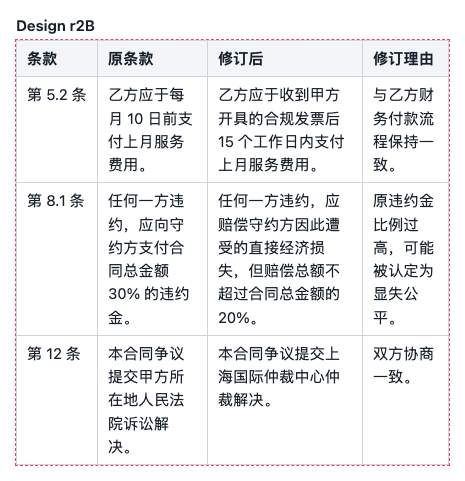 Design r2B
条款
原条款
修订后
修订理由
第 5.2 条
乙方应于每
月 10 日前支
付上月服务
费用。
乙方应于收到甲方
开具的合规发票后
15 个工作日内支付
上月服务费用。
与乙方财
务付款流
程保持一
致。
第 8.1 条
任何一方违
约，应向守
约方支付合
同总金额
30% 的违约
金。
任何一方违约，应
赔偿守约方因此遭
受的直接经济损
失，但赔偿总额不
超过合同总金额的
20%。
原违约金
比例过
高，可能
被认定为
显失公
平。
第 12 条
本合同争议
提交甲方所
在地人民法
院诉讼解
决。
本合同争议提交上
海国际仲裁中心仲
裁解决。
双方协商
一致。